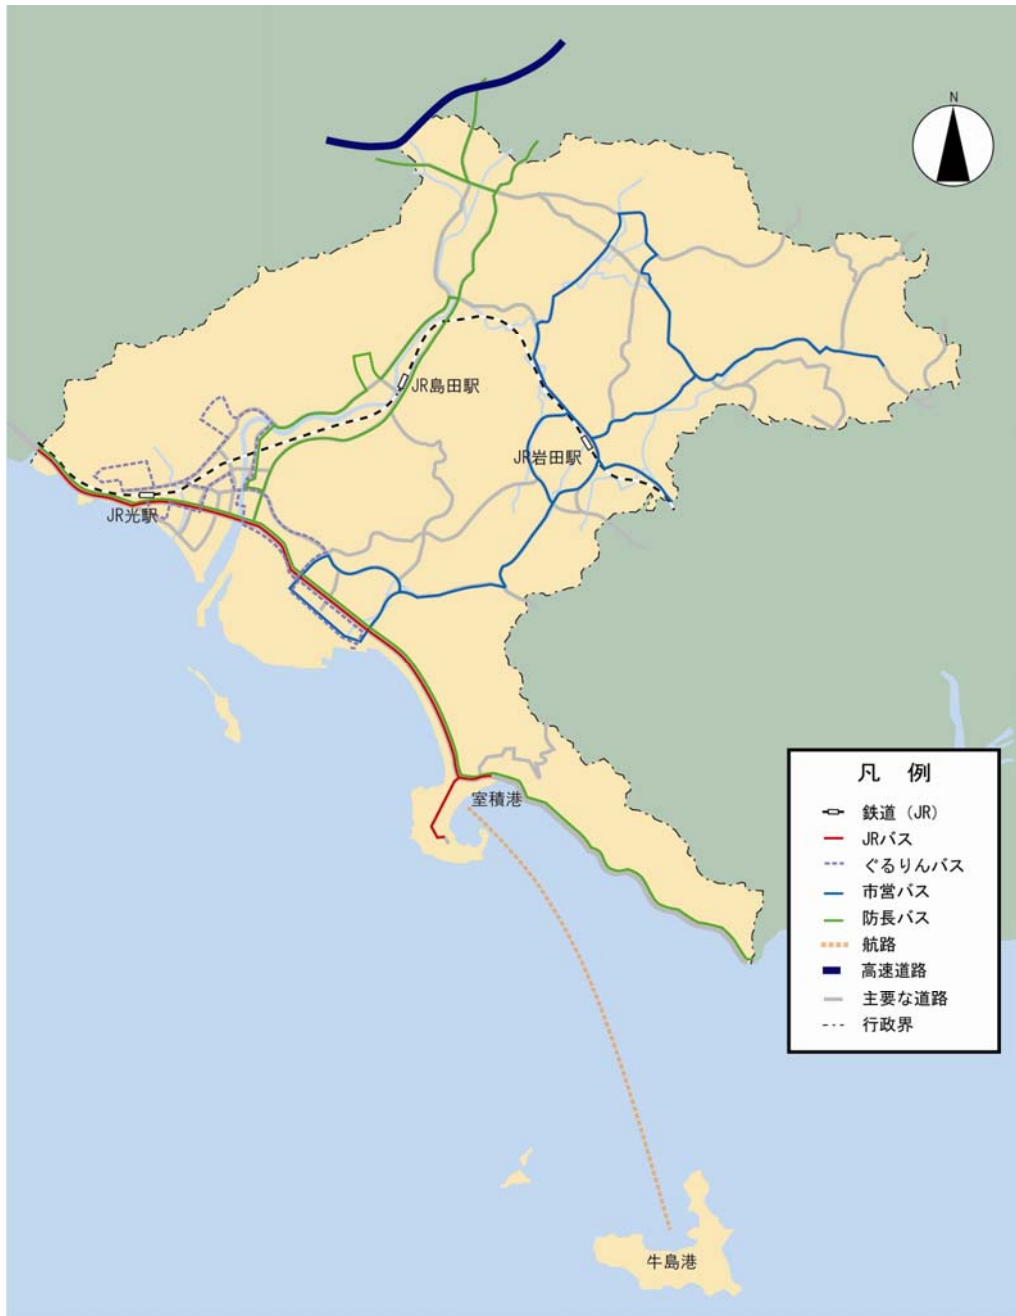 N
JR島田駅
JR岩田駅
JR光駅
室積港
牛島港
凡 例
鉄道（JR）
JRバス
ぐるりんバス
市営バス
防長バス
航路
高速道路
主要な道路
行政界